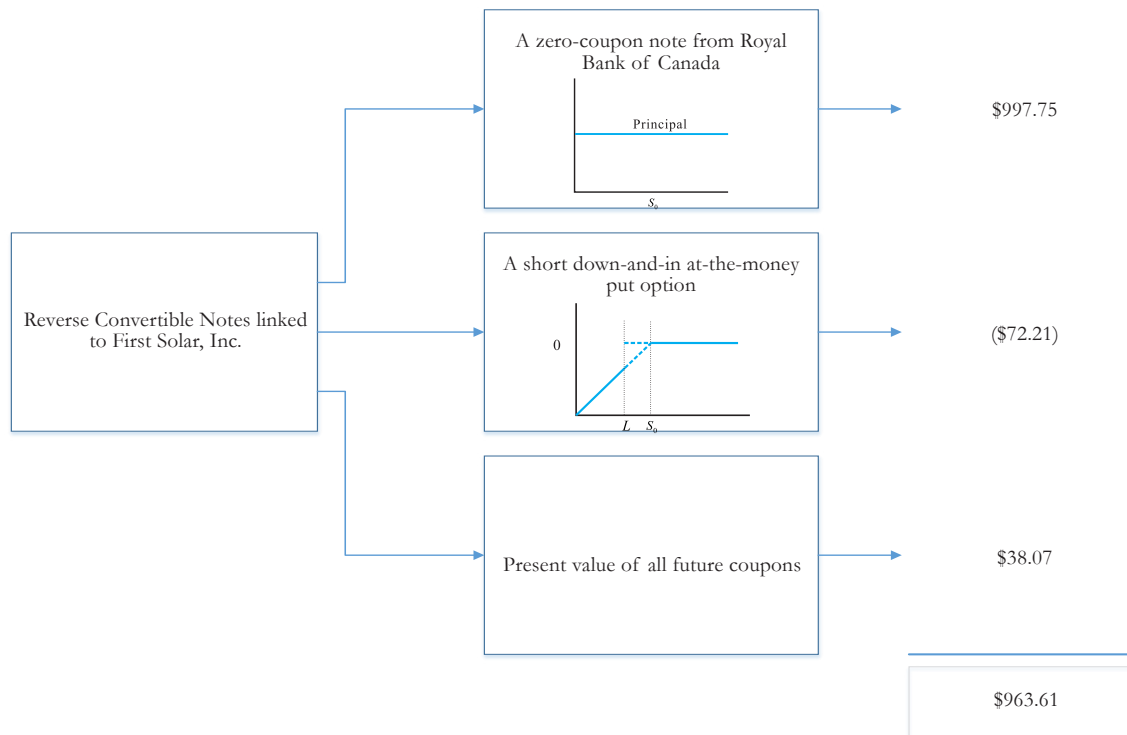 A zero-coupon note from Royal
Bank of Canada
Principal
S₀
$997.75
Reverse Convertible Notes linked
to First Solar, Inc.
A short down-and-in at-the-money
put option
0
L S₀
($72.21)
Present value of all future coupons
$38.07
$963.61